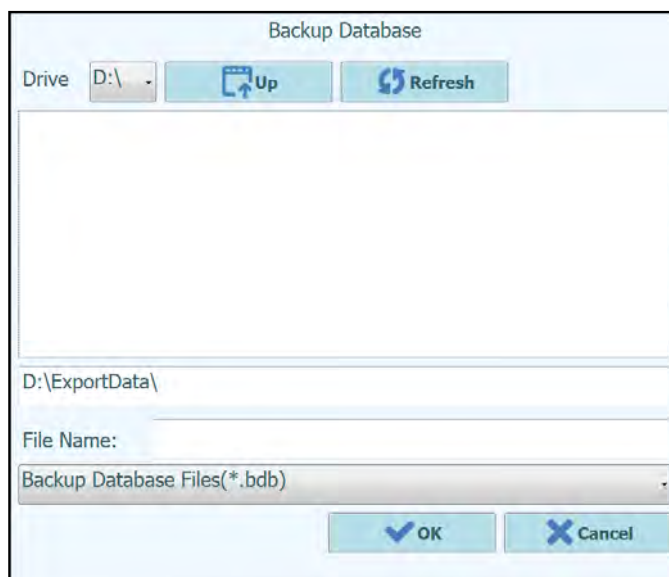 Backup Database
Drive D:\ Up Refresh
D:\ExportData\
File Name:
Backup Database Files(*.bdb)
OK Cancel